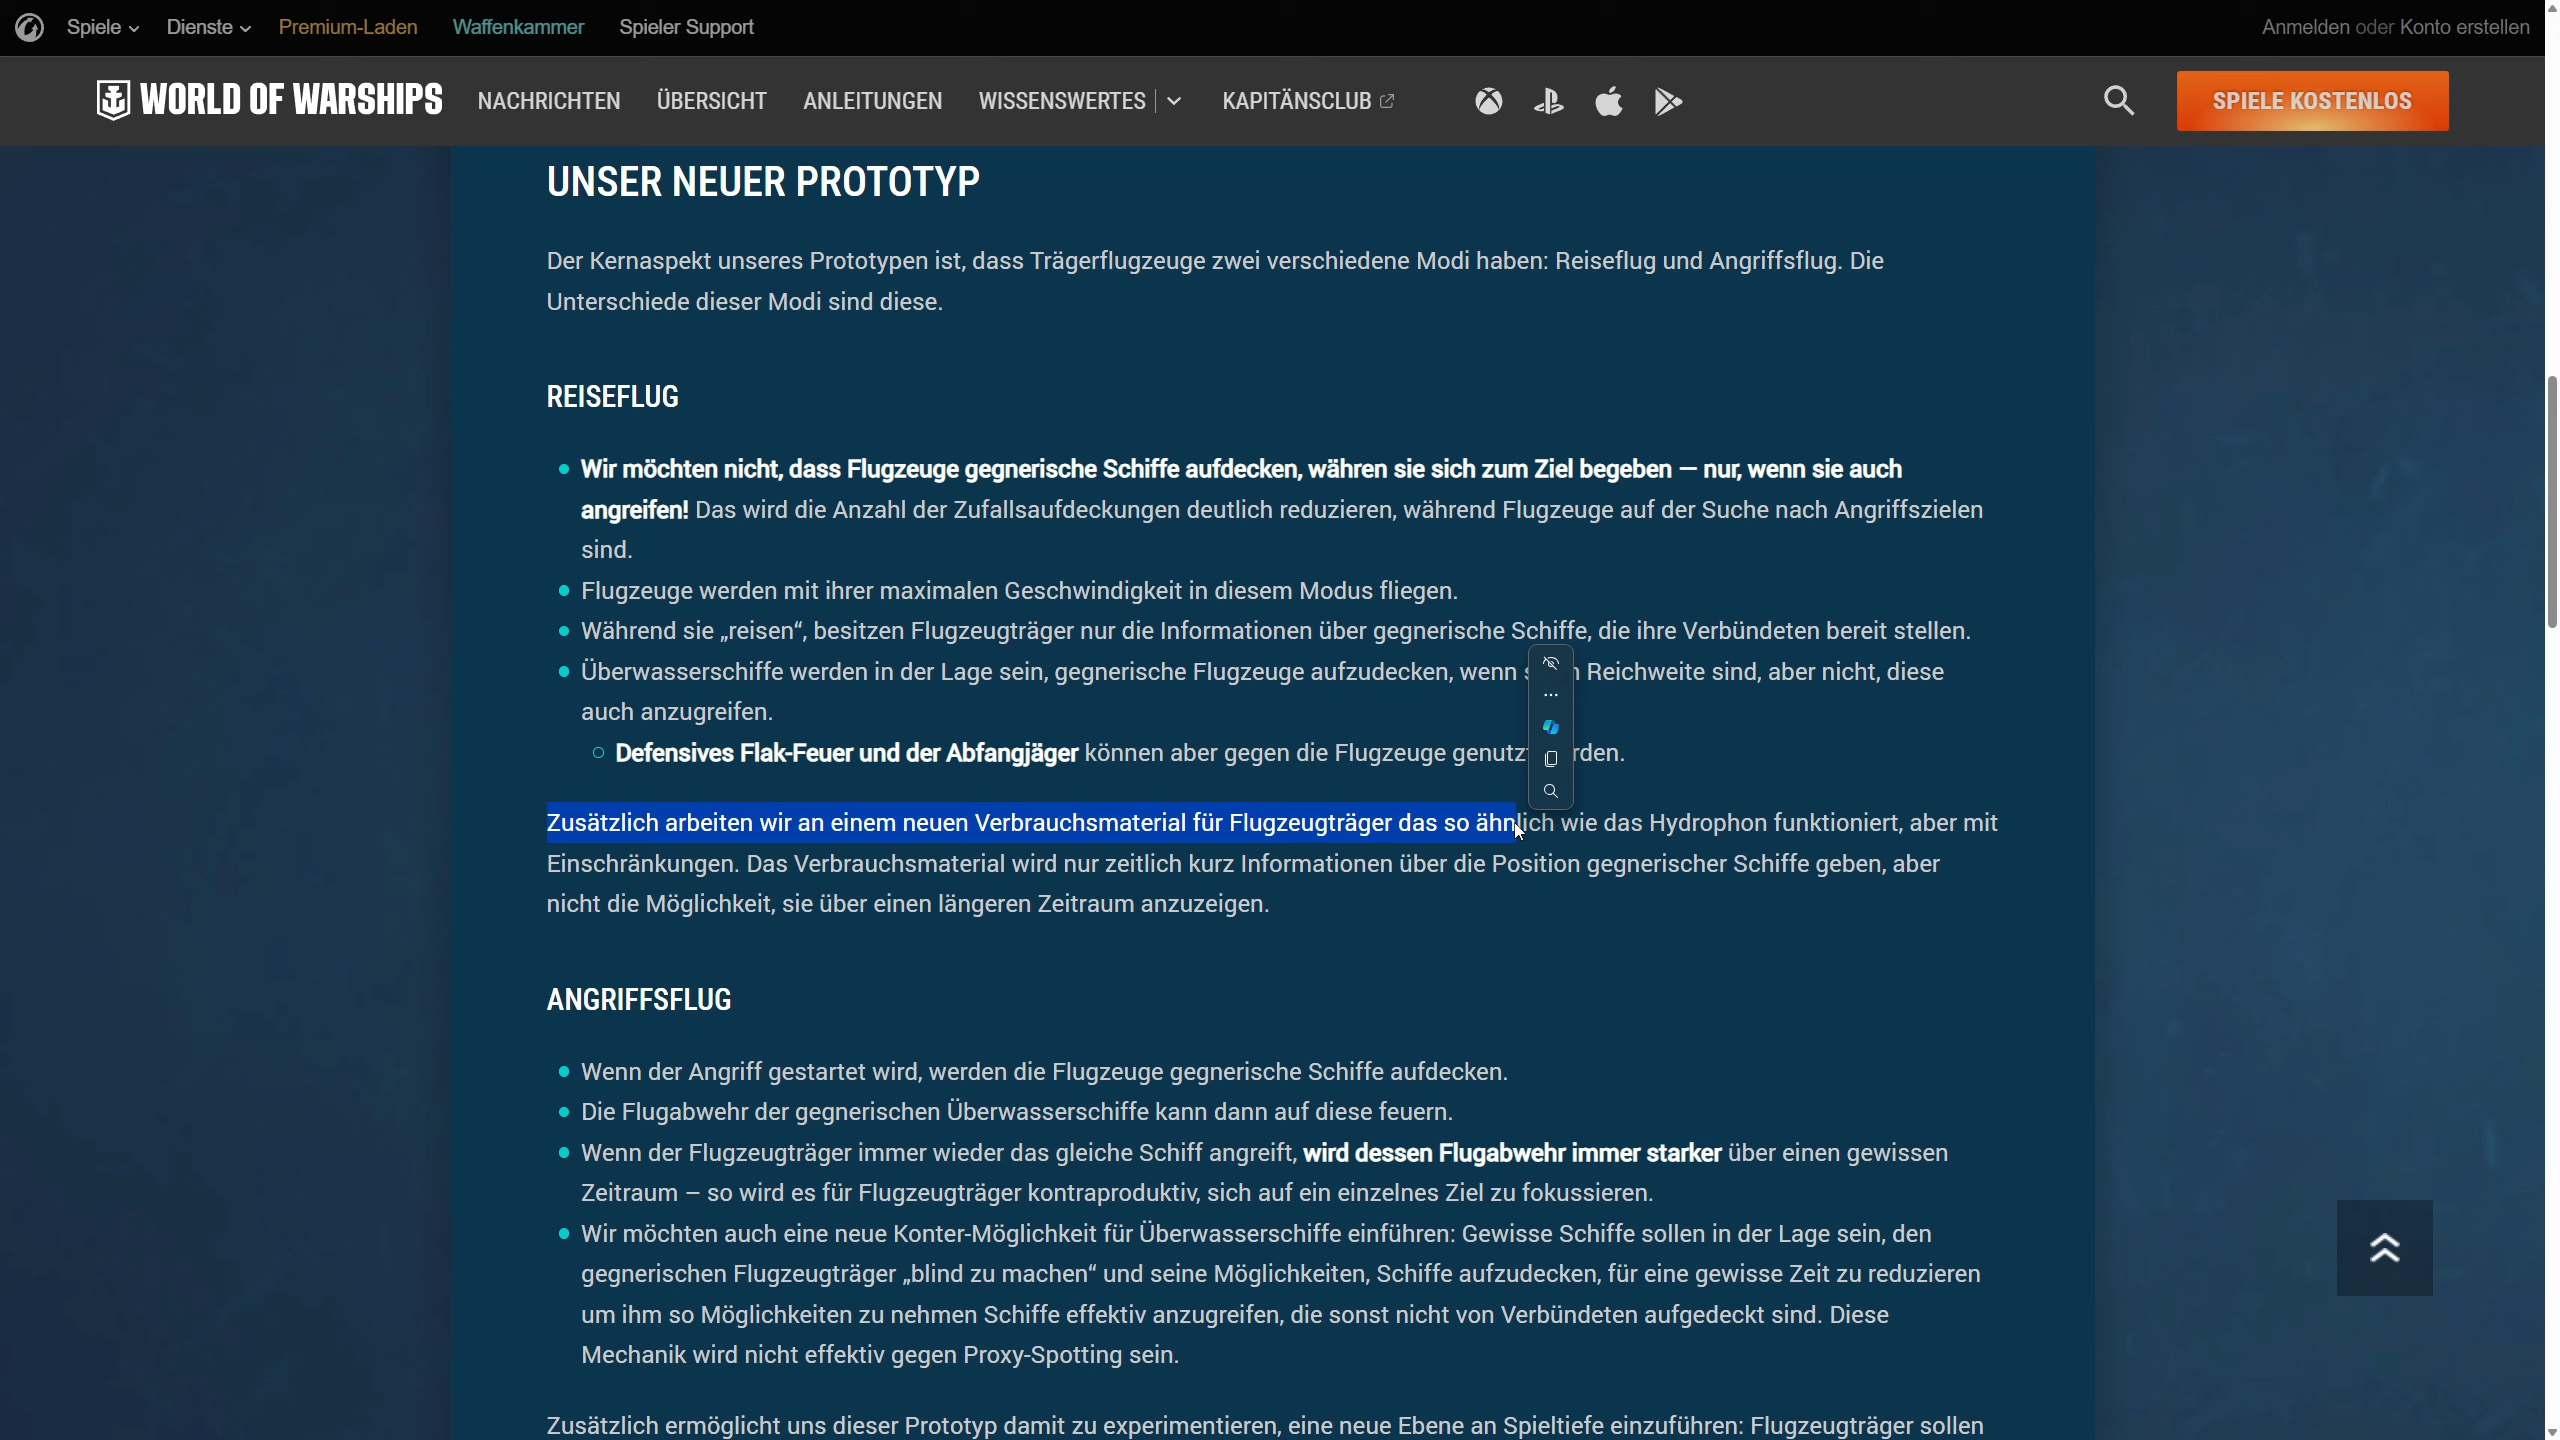 Spiele
Dienste
Premium-Laden
Waffenkammer
Spieler Support
Anmelden oder Konto erstellen
WORLD OF WARSHIPS
NACHRICHTEN
ÜBERSICHT
ANLEITUNGEN
WISSENSWERTES
KAPITÄNSCLUB
SPIELE KOSTENLOS
UNSER NEUER PROTOTYP
Der Kernaspekt unseres Prototypen ist, dass Trägerflugzeuge zwei verschiedene Modi haben: Reiseflug und Angriffsflug. Die
Unterschiede dieser Modi sind diese.
REISEFLUG
Wir möchten nicht, dass Flugzeuge gegnerische Schiffe aufdecken, währen sie sich zum Ziel begeben — nur, wenn sie auch
angreifen! Das wird die Anzahl der Zufallsaufdeckungen deutlich reduzieren, während Flugzeuge auf der Suche nach Angriffszielen
sind.
Flugzeuge werden mit ihrer maximalen Geschwindigkeit in diesem Modus fliegen.
Während sie „reisen“, besitzen Flugzeugträger nur die Informationen über gegnerische Schiffe, die ihre Verbündeten bereit stellen.
Überwasserschiffe werden in der Lage sein, gegnerische Flugzeuge aufzudecken, wenn Reichweite sind, aber nicht, diese
auch anzugreifen.
Defensives Flak-Feuer und der Abfangjäger können aber gegen die Flugzeuge
Zusätzlich arbeiten wir an einem neuen Verbrauchsmaterial für Flugzeugträger das so ähnlich wie das Hydrophon funktioniert, aber mit
Einschränkungen. Das Verbrauchsmaterial wird nur zeitlich kurz Informationen über die Position gegnerischer Schiffe geben, aber
nicht die Möglichkeit, sie über einen längeren Zeitraum anzuzeigen.
ANGRIFFSFLUG
Wenn der Angriff gestartet wird, werden die Flugzeuge gegnerische Schiffe aufdecken.
Die Flugabwehr der gegnerischen Überwasserschiffe kann dann auf diese feuern.
Wenn der Flugzeugträger immer wieder das gleiche Schiff angreift, wird dessen Flugabwehr immer starker über einen gewissen
Zeitraum – so wird es für Flugzeugträger kontraproduktiv, sich auf ein einzelnes Ziel zu fokussieren.
Wir möchten auch eine neue Konter-Möglichkeit für Überwasserschiffe einführen: Gewisse Schiffe sollen in der Lage sein, den
gegnerischen Flugzeugträger „blind zu machen“ und seine Möglichkeiten, Schiffe aufzudecken, für eine gewisse Zeit zu reduzieren
um ihm so Möglichkeiten zu nehmen Schiffe effektiv anzugreifen, die sonst nicht von Verbündeten aufgedeckt sind. Diese
Mechanik wird nicht effektiv gegen Proxy-Spotting sein.
Zusätzlich ermöglicht uns dieser Prototyp damit zu experimentieren, eine neue Ebene an Spieltiefe einzuführen: Flugzeugträger sollen